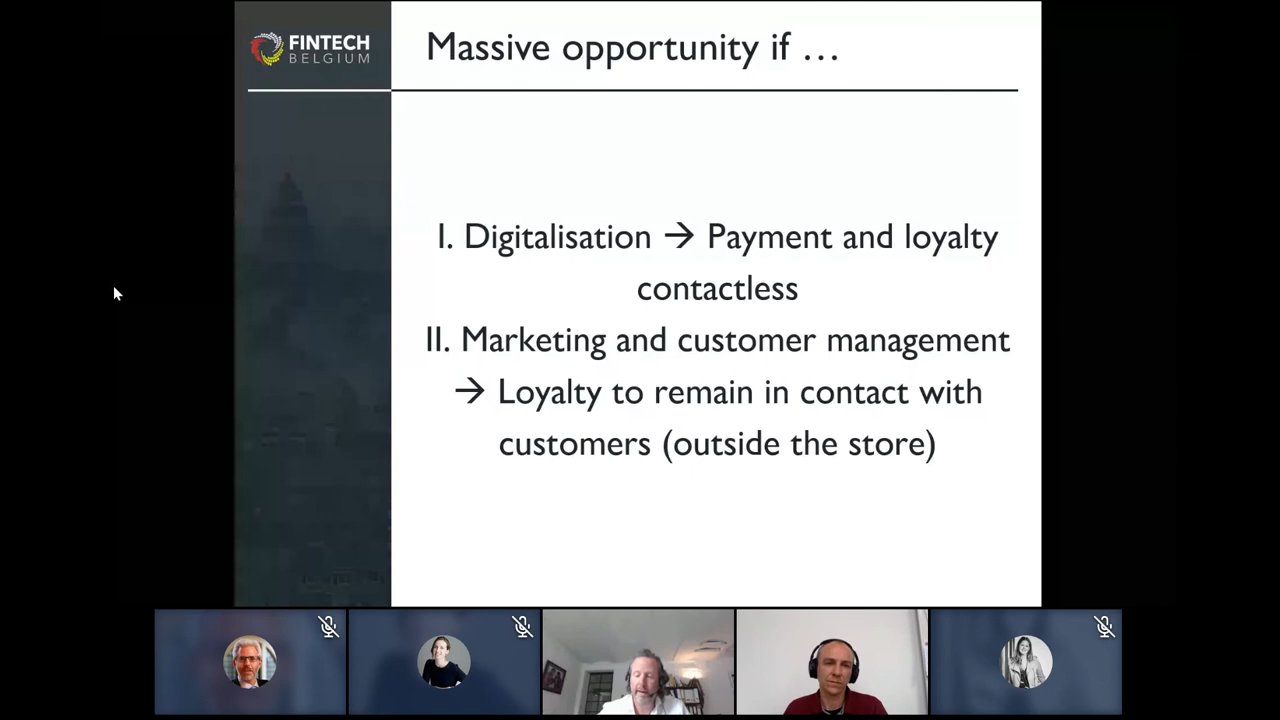 FINTECH
BELGIUM
Massive opportunity if …
I. Digitalisation → Payment and loyalty
contactless
II. Marketing and customer management
→ Loyalty to remain in contact with
customers (outside the store)